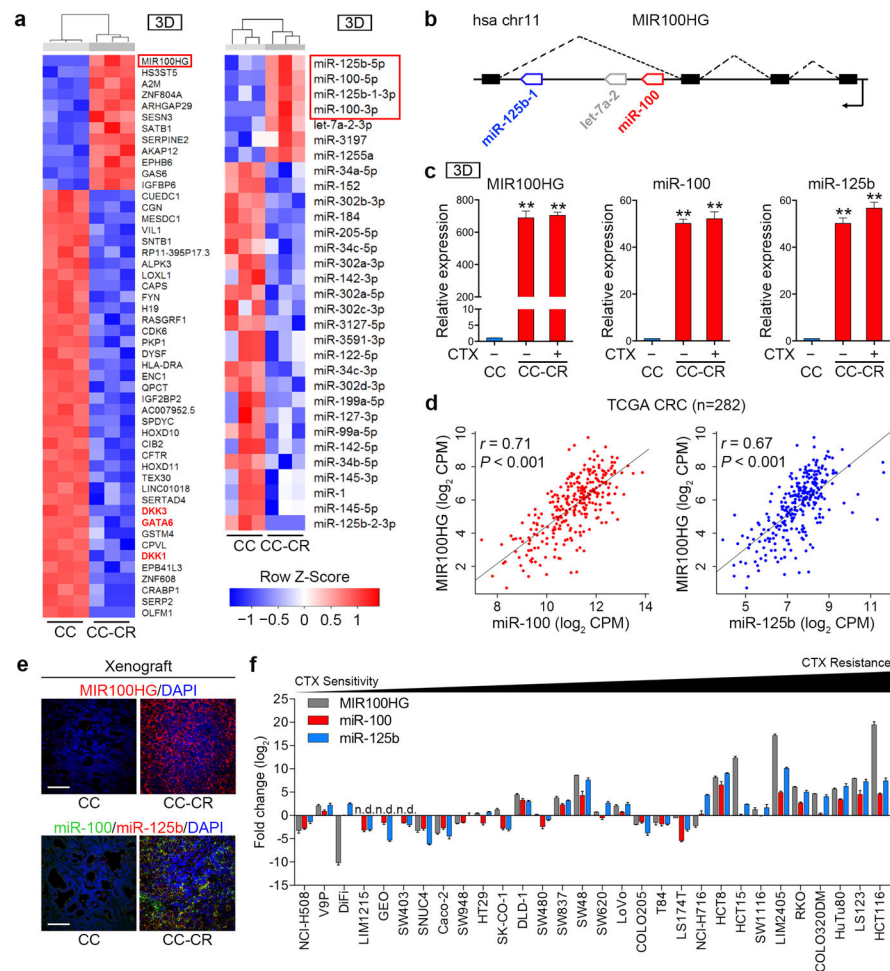 a
3D
MIR100HG
HS3ST5
A2M
ZNF804A
ARHGAP29
SESN3
SATB1
SERPINE2
AKAP12
EPHB6
GAS6
IGFBP6
CUEDC1
CGN
MESDC1
VIL1
SNTB1
RP11-395P17.3
ALPK3
LOXL1
CAPS
FYN
H19
RASGRF1
CDK6
PKP1
DYSF
HLA-DRA
ENC1
QPCT
IGF2BP2
AC007952.5
SPDYC
HOXD10
CIB2
CFTR
HOXD11
TEX30
LINC01018
SERTAD4
DKK3
GATA6
GSTM4
CPVL
DKK1
EPB41L3
ZNF608
CRABP1
SERP2
OLFM1
CC CC-CR
3D
miR-125b-5p
miR-100-5p
miR-125b-1-3p
miR-100-3p
let-7a-2-3p
miR-3197
miR-1255a
miR-34a-5p
miR-152
miR-302b-3p
miR-184
miR-205-5p
miR-34c-5p
miR-302a-3p
miR-142-3p
miR-302a-5p
miR-302c-3p
miR-3127-5p
miR-3591-3p
miR-122-5p
miR-34c-3p
miR-302d-3p
miR-199a-5p
miR-127-3p
miR-99a-5p
miR-142-5p
miR-34b-5p
miR-145-3p
miR-1
miR-145-5p
miR-125b-2-3p
CC CC-CR
Row Z-Score
−1 −0.5 0 0.5 1
b
hsa chr11 MIR100HG
miR-125b-1
let-7a-2
miR-100
c
3D
MIR100HG
Relative expression
800
600
400
200
10
5
0
** **
CTX − − +
CC CC-CR
miR-100
Relative expression
60
40
20
0
** **
− − +
CC CC-CR
miR-125b
Relative expression
60
40
20
0
** **
− − +
CC CC-CR
d
TCGA CRC (n=282)
MIR100HG (log2 CPM)
10
8
6
4
2
r = 0.71
P < 0.001
8 10 12 14
miR-100 (log2 CPM)
MIR100HG (log2 CPM)
10
8
6
4
2
r = 0.67
P < 0.001
5 7 9 11
miR-125b (log2 CPM)
e
Xenograft
MIR100HG/DAPI
CC CC-CR
miR-100/miR-125b/DAPI
CC CC-CR
f
CTX Sensitivity
CTX Resistance
MIR100HG
miR-100
miR-125b
Fold change (log2)
25
20
15
10
5
0
-5
-10
-15
n.d.n.d.n.d.
NCI-H508
V9P
DiFi
LIM1215
GEO
SW403
SNUC4
Caco-2
SW948
HT29
SK-CO-1
DLD-1
SW480
SW837
SW48
SW620
LoVo
COLO205
T84
LS174T
NCI-H716
HCT8
HCT15
SW1116
LIM2405
RKO
COLO320DM
HuTu80
LS123
HCT116